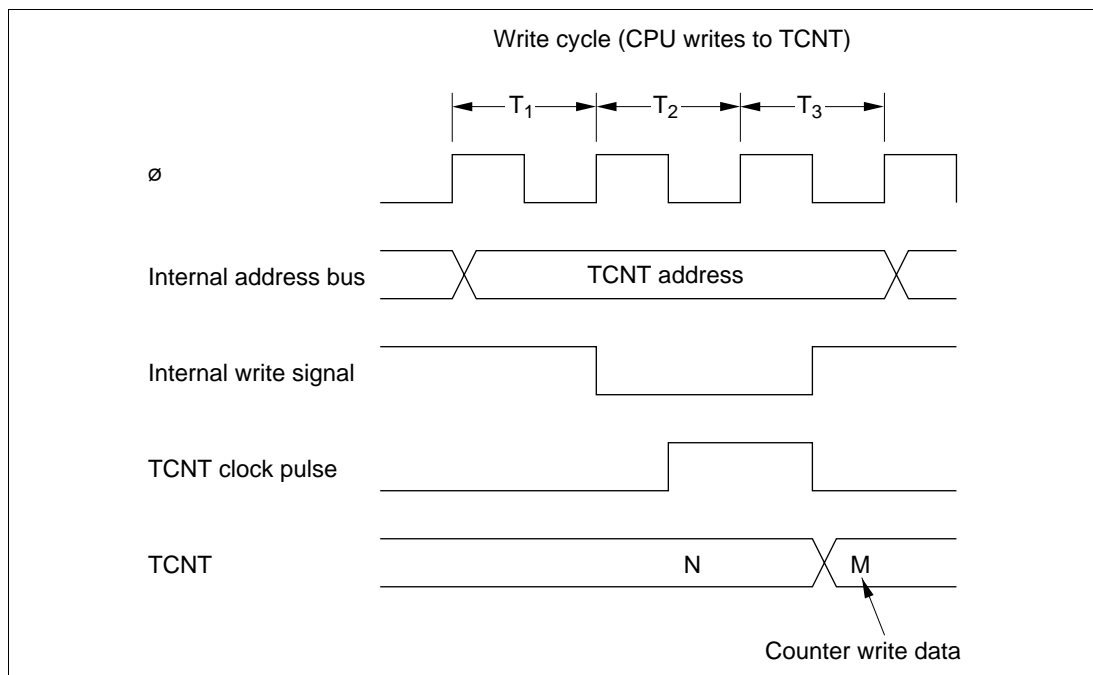 Write cycle (CPU writes to TCNT)
T1 T2 T3
ø
Internal address bus TCNT address
Internal write signal
TCNT clock pulse
TCNT N M
Counter write data